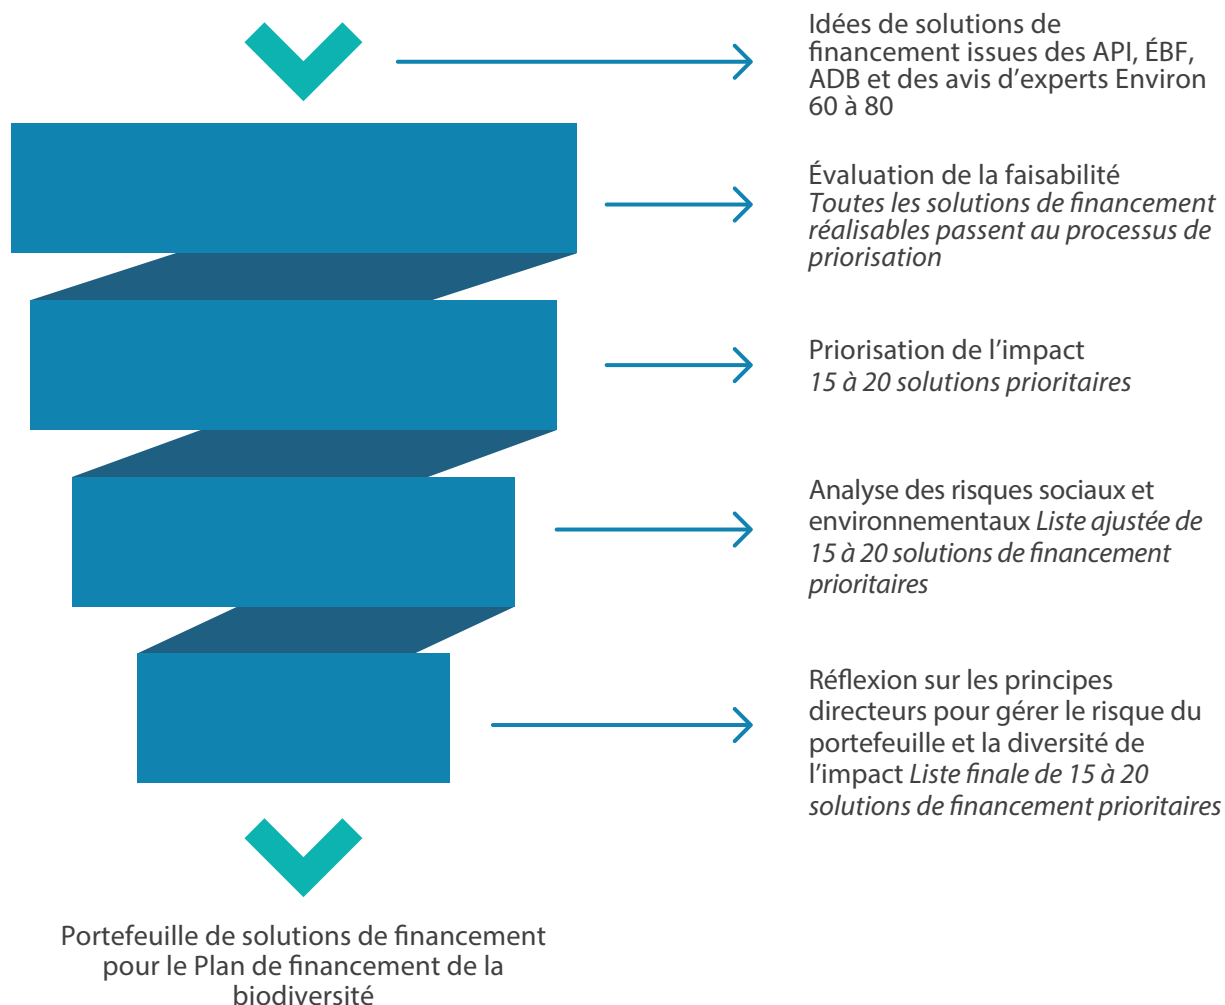 Idées de solutions de
financement issues des API, ÉBF,
ADB et des avis d’experts Environ
60 à 80
Évaluation de la faisabilité
Toutes les solutions de financement
réalisables passent au processus de
priorisation
Priorisation de l’impact
15 à 20 solutions prioritaires
Analyse des risques sociaux et
environnementaux Liste ajustée de
15 à 20 solutions de financement
prioritaires
Réflexion sur les principes
directeurs pour gérer le risque du
portefeuille et la diversité de
l’impact Liste finale de 15 à 20
solutions de financement prioritaires
Portefeuille de solutions de financement
pour le Plan de financement de la
biodiversité